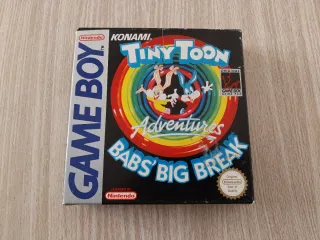 Nintendo
GAME BOY
KONAMI.
TINY TOON
Adventures
BABS' BIG BREAK
Nintendo